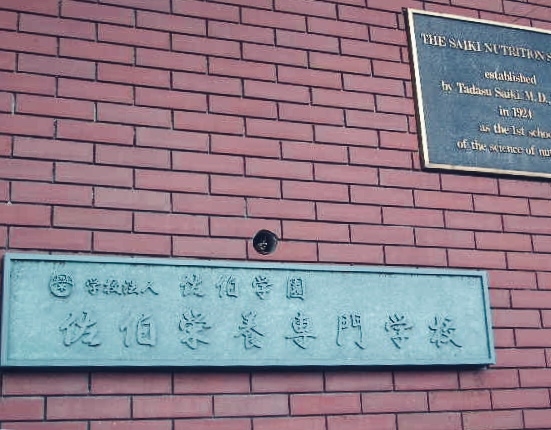 THE SAIKI NUTRITION
established
by Tadasu Saiki, M.D.
in 1924
as the 1st
of the science of
学校法人 佐伯学園
佐伯栄養専門学校